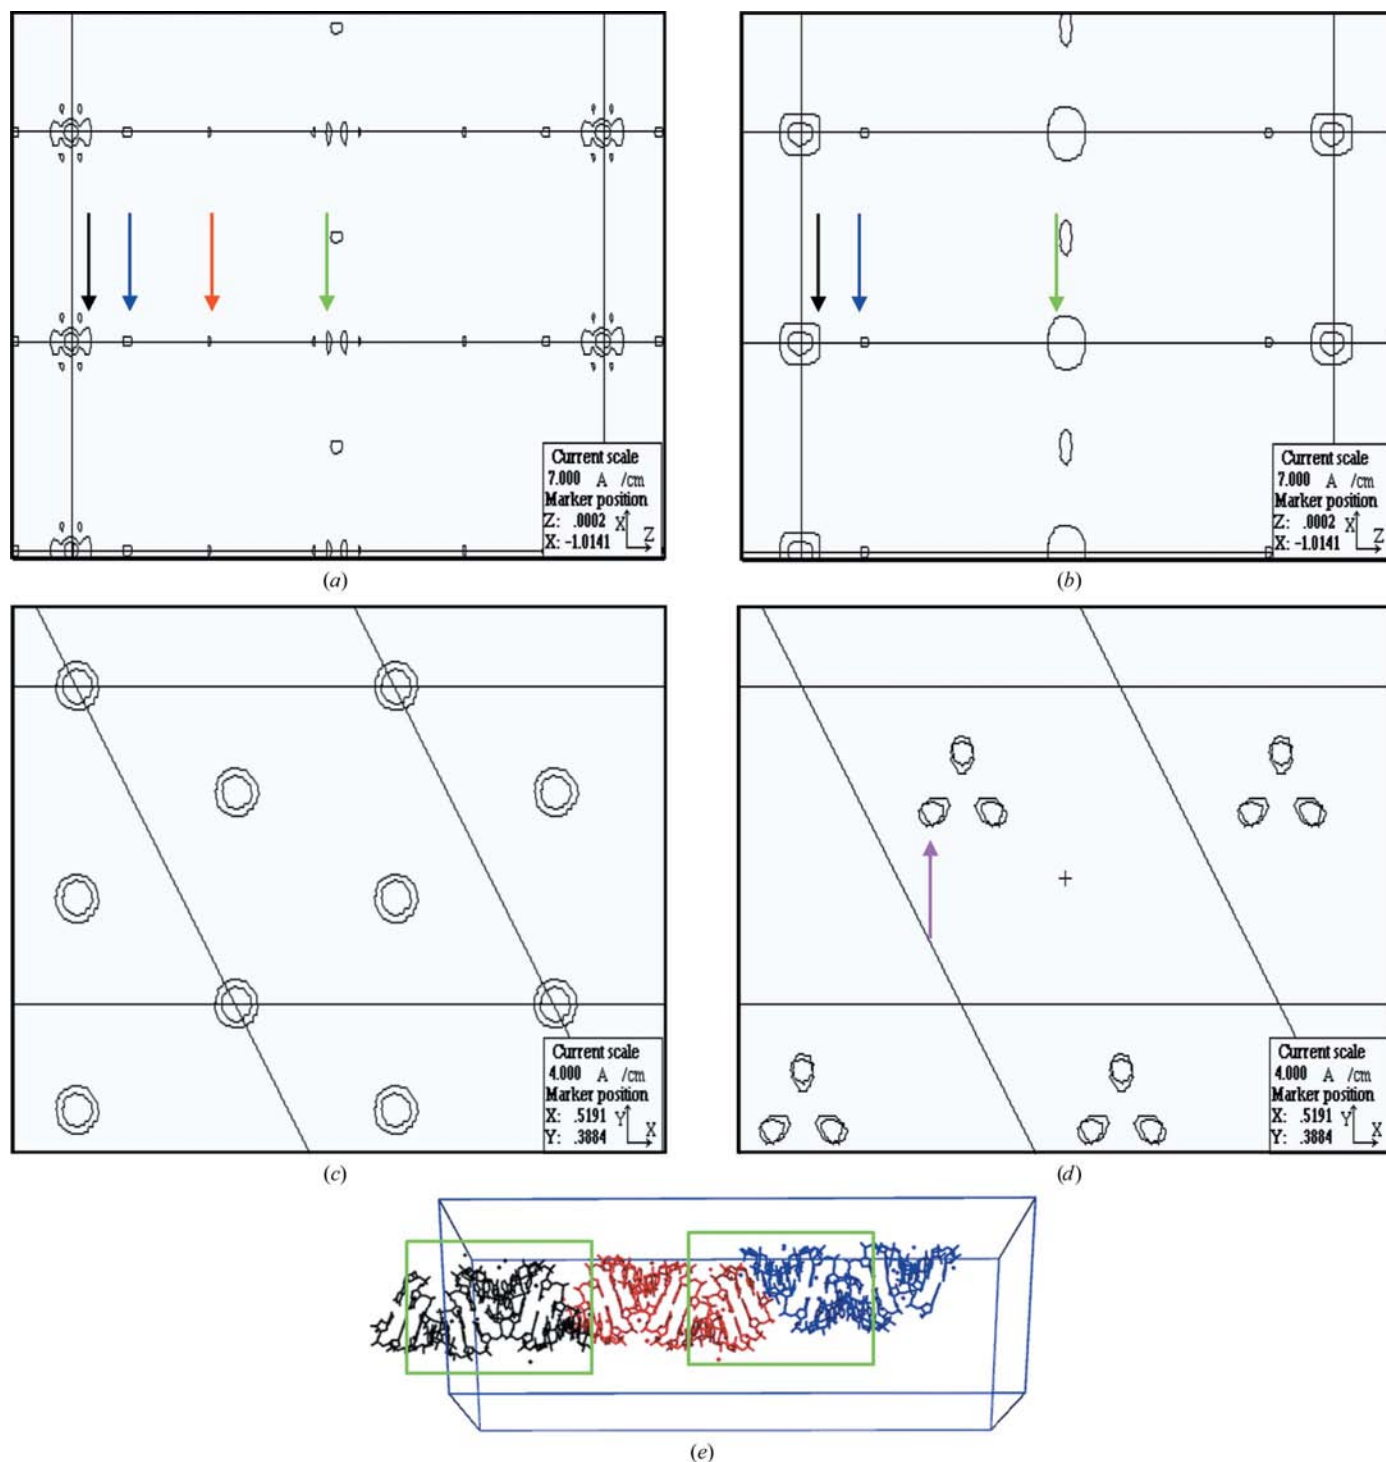 Current scale
7.000 A /cm
Marker position
Z: .0002 X
X: -1.0141 Z
(a)
Current scale
7.000 A /cm
Marker position
Z: .0002 X
X: -1.0141 Z
(b)
Current scale
4.000 A /cm
Marker position
X: .5191 Y
Y: .3884 X
(c)
Current scale
4.000 A /cm
Marker position
X: .5191 Y
Y: .3884 X
(d)
(e)